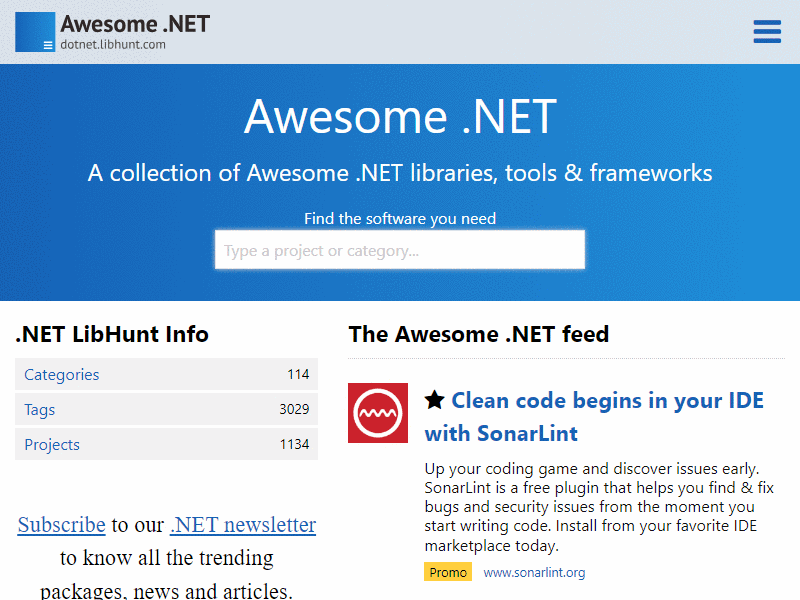 Awesome .NET
dotnet.libhunt.com
Awesome .NET
A collection of Awesome .NET libraries, tools & frameworks
Find the software you need
Type a project or category...
.NET LibHunt Info
Categories 114
Tags 3029
Projects 1134
Subscribe to our .NET newsletter
to know all the trending
packages, news and articles.
The Awesome .NET feed
★ Clean code begins in your IDE
with SonarLint
Up your coding game and discover issues early.
SonarLint is a free plugin that helps you find & fix
bugs and security issues from the moment you
start writing code. Install from your favorite IDE
marketplace today.
Promo www.sonarlint.org